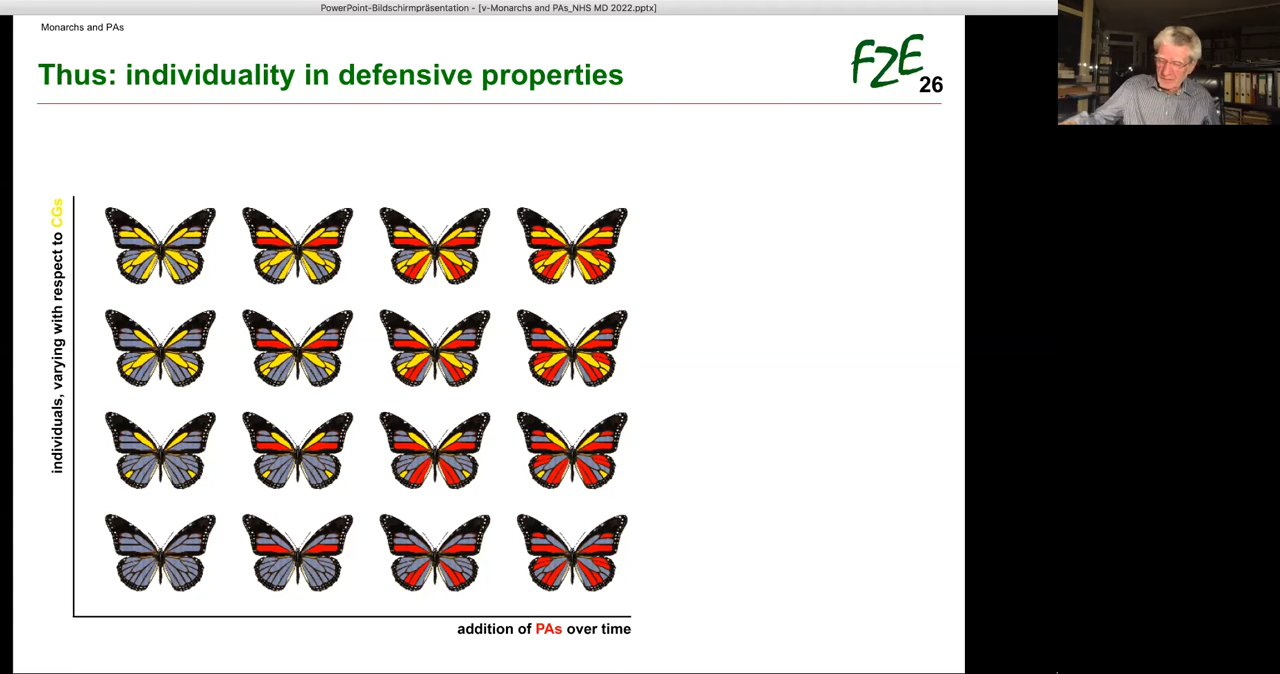 PowerPoint-Bildschirmpräsentation - [v-Monarchs and PAs_NHS MD 2022.pptx]
Monarchs and PAs
Thus: individuality in defensive properties
FZE
26
individuals, varying with respect to CGs
addition of PAs over time